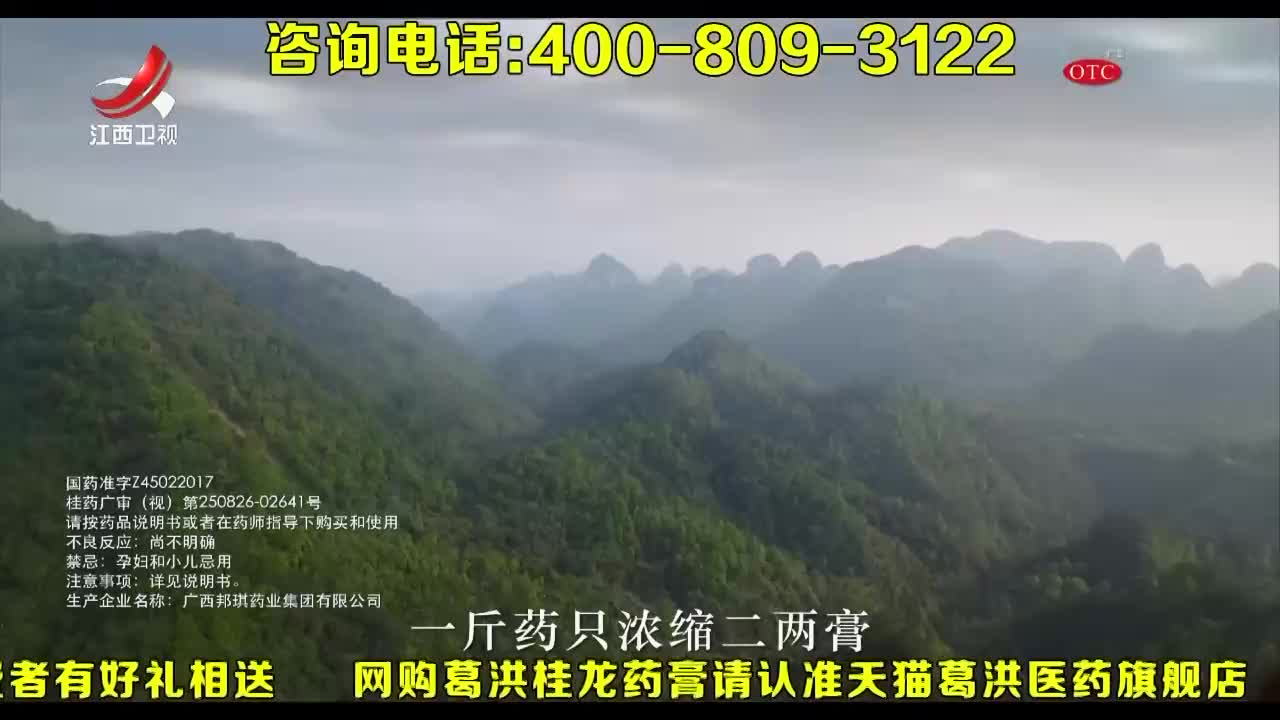 咨询电话:400-809-3122
江西卫视
OTC
国药准字Z45022017
桂药广审（视）第250826-02641号
请按药品说明书或者在药师指导下购买和使用
不良反应：尚不明确
禁忌：孕妇和小儿忌用
注意事项：详见说明书。
生产企业名称：广西邦琪药业集团有限公司
一斤药只浓缩二两膏
者有好礼相送 网购葛洪桂龙药膏请认准天猫葛洪医药旗舰店